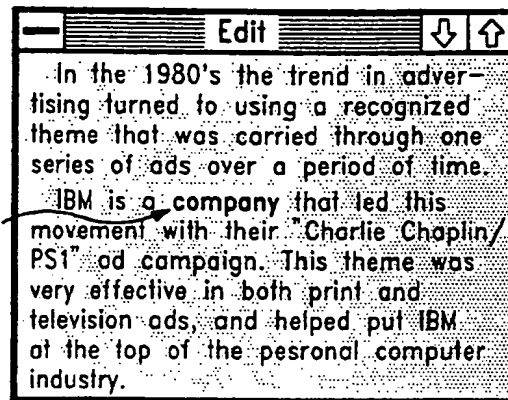 Edit
In the 1980's the trend in adver-
tising turned to using a recognized
theme that was carried through one
series of ads over a period of time.
IBM is a company that led this
movement with their "Charlie Chaplin/
PS1" ad campaign. This theme was
very effective in both print and
television ads, and helped put IBM
at the top of the pesronal computer
industry.